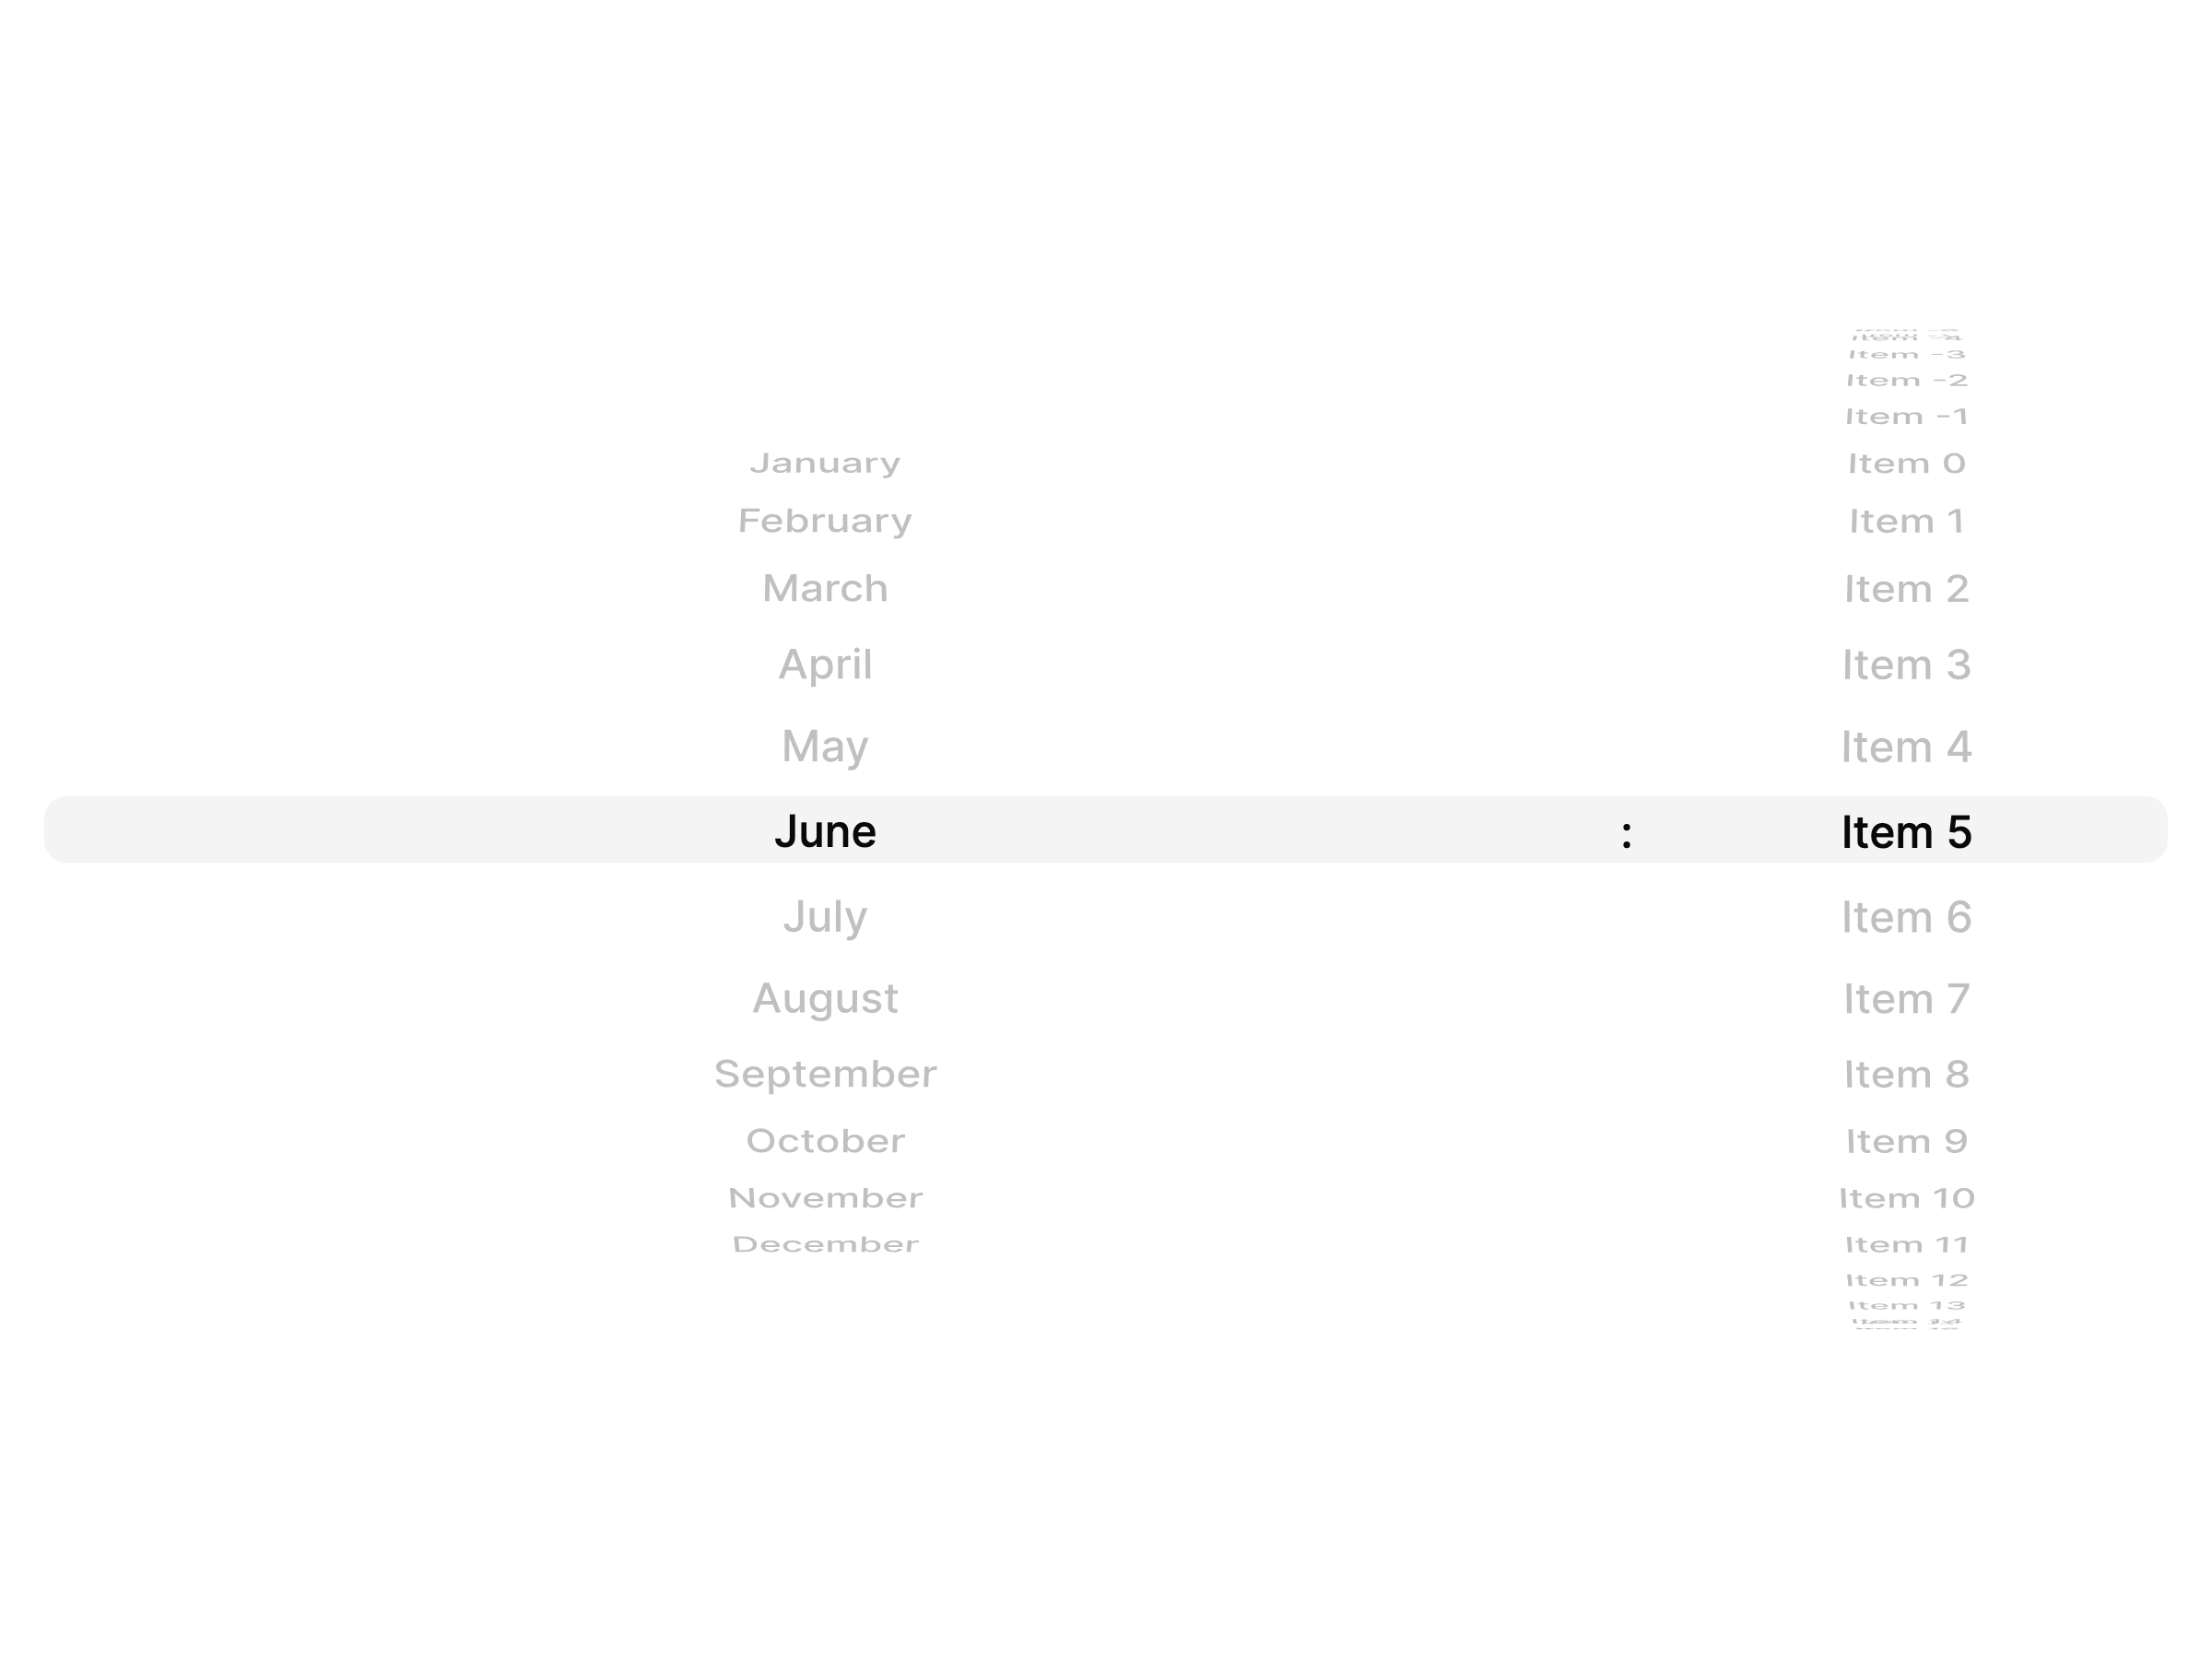 Item -3
Item -2
Item -1
January Item 0
February Item 1
March Item 2
April Item 3
May Item 4
June : Item 5
July Item 6
August Item 7
September Item 8
October Item 9
November Item 10
December Item 11
Item 12
Item 13